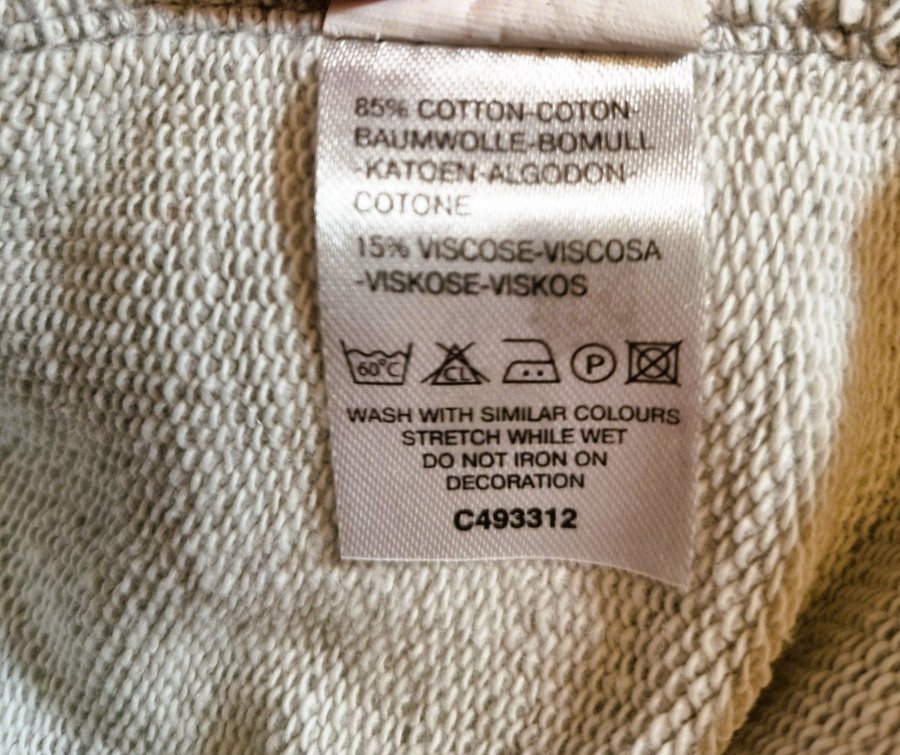 85% COTTON-COTON-
BAUMWOLLE-BOMULL
-KATOEN-ALGODON-
COTONE
15% VISCOSE-VISCOSA
-VISKOSE-VISKOS
60°C CL P
WASH WITH SIMILAR COLOURS
STRETCH WHILE WET
DO NOT IRON ON
DECORATION
C493312